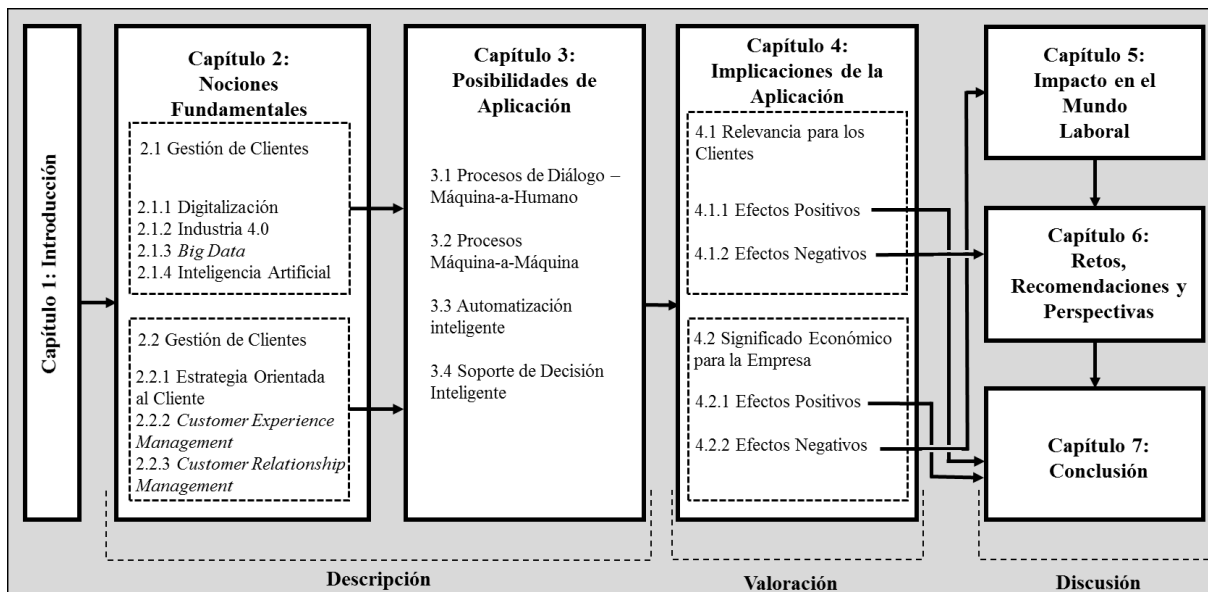 Capítulo 1: Introducción
Capítulo 2:
Nociones
Fundamentales
2.1 Gestión de Clientes
2.1.1 Digitalización
2.1.2 Industria 4.0
2.1.3 Big Data
2.1.4 Inteligencia Artificial
2.2 Gestión de Clientes
2.2.1 Estrategia Orientada
al Cliente
2.2.2 Customer Experience
Management
2.2.3 Customer Relationship
Management
Capítulo 3:
Posibilidades de
Aplicación
3.1 Procesos de Diálogo –
Máquina-a-Humano
3.2 Procesos
Máquina-a-Máquina
3.3 Automatización
inteligente
3.4 Soporte de Decisión
Inteligente
Capítulo 4:
Implicaciones de la
Aplicación
4.1 Relevancia para los
Clientes
4.1.1 Efectos Positivos
4.1.2 Efectos Negativos
4.2 Significado Económico
para la Empresa
4.2.1 Efectos Positivos
4.2.2 Efectos Negativos
Capítulo 5:
Impacto en el
Mundo
Laboral
Capítulo 6:
Retos,
Recomendaciones y
Perspectivas
Capítulo 7:
Conclusión
Descripción
Valoración
Discusión